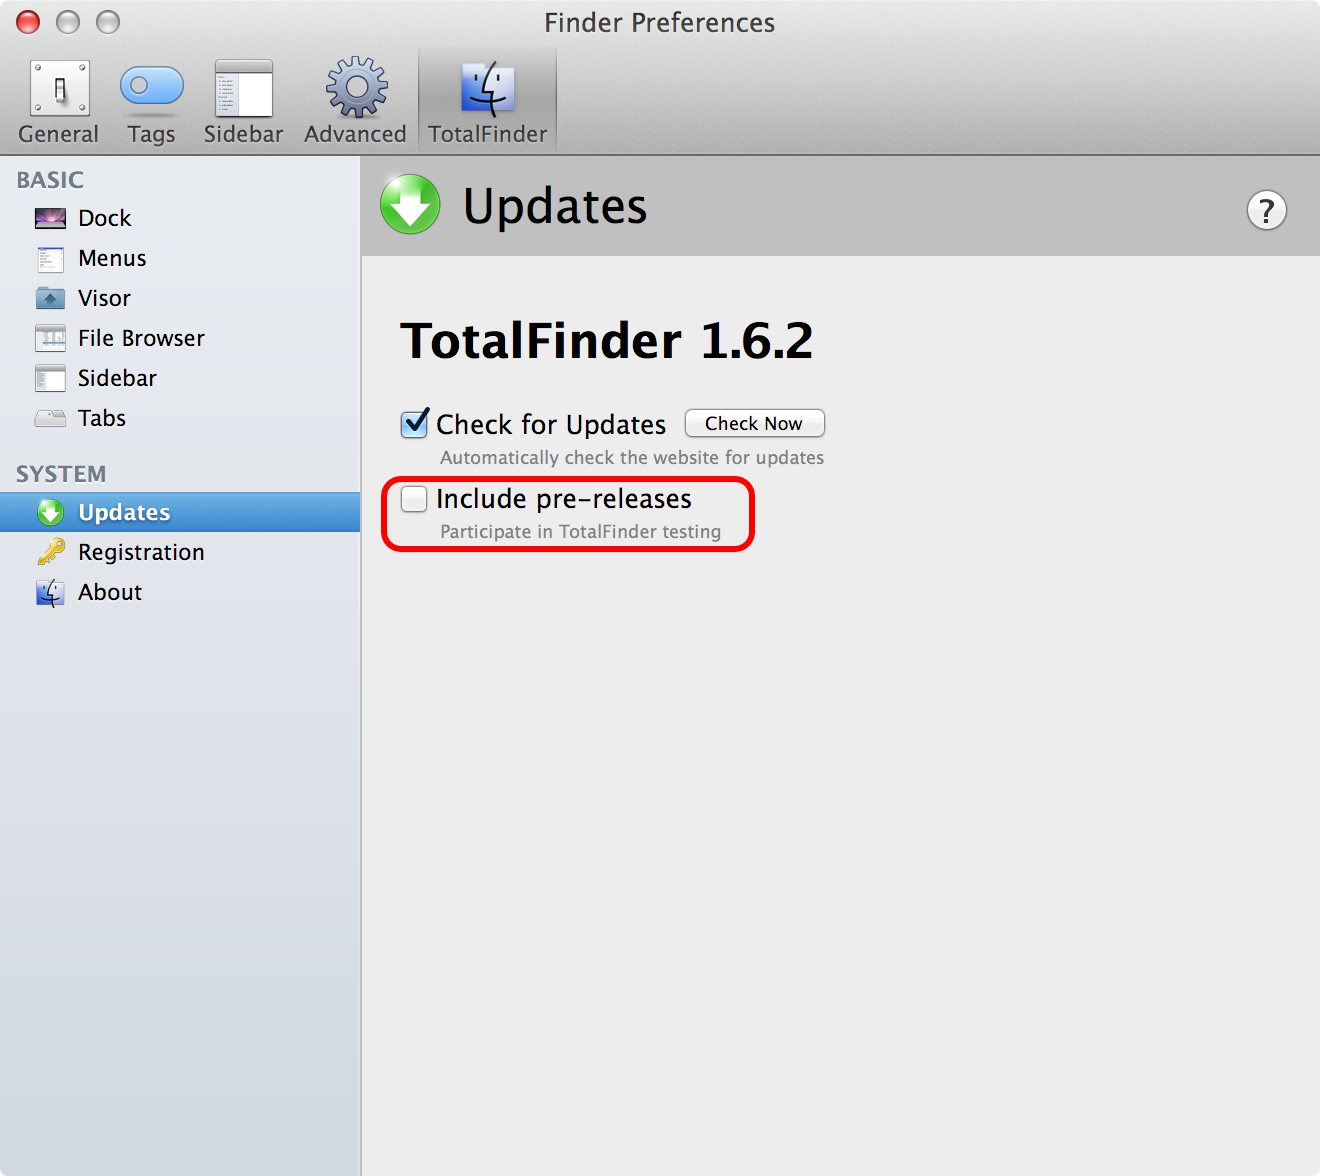 Finder Preferences
General Tags Sidebar Advanced TotalFinder
BASIC
Dock
Menus
Visor
File Browser
Sidebar
Tabs
SYSTEM
Updates
Registration
About
Updates
?
TotalFinder 1.6.2
Check for Updates Check Now
Automatically check the website for updates
Include pre-releases
Participate in TotalFinder testing